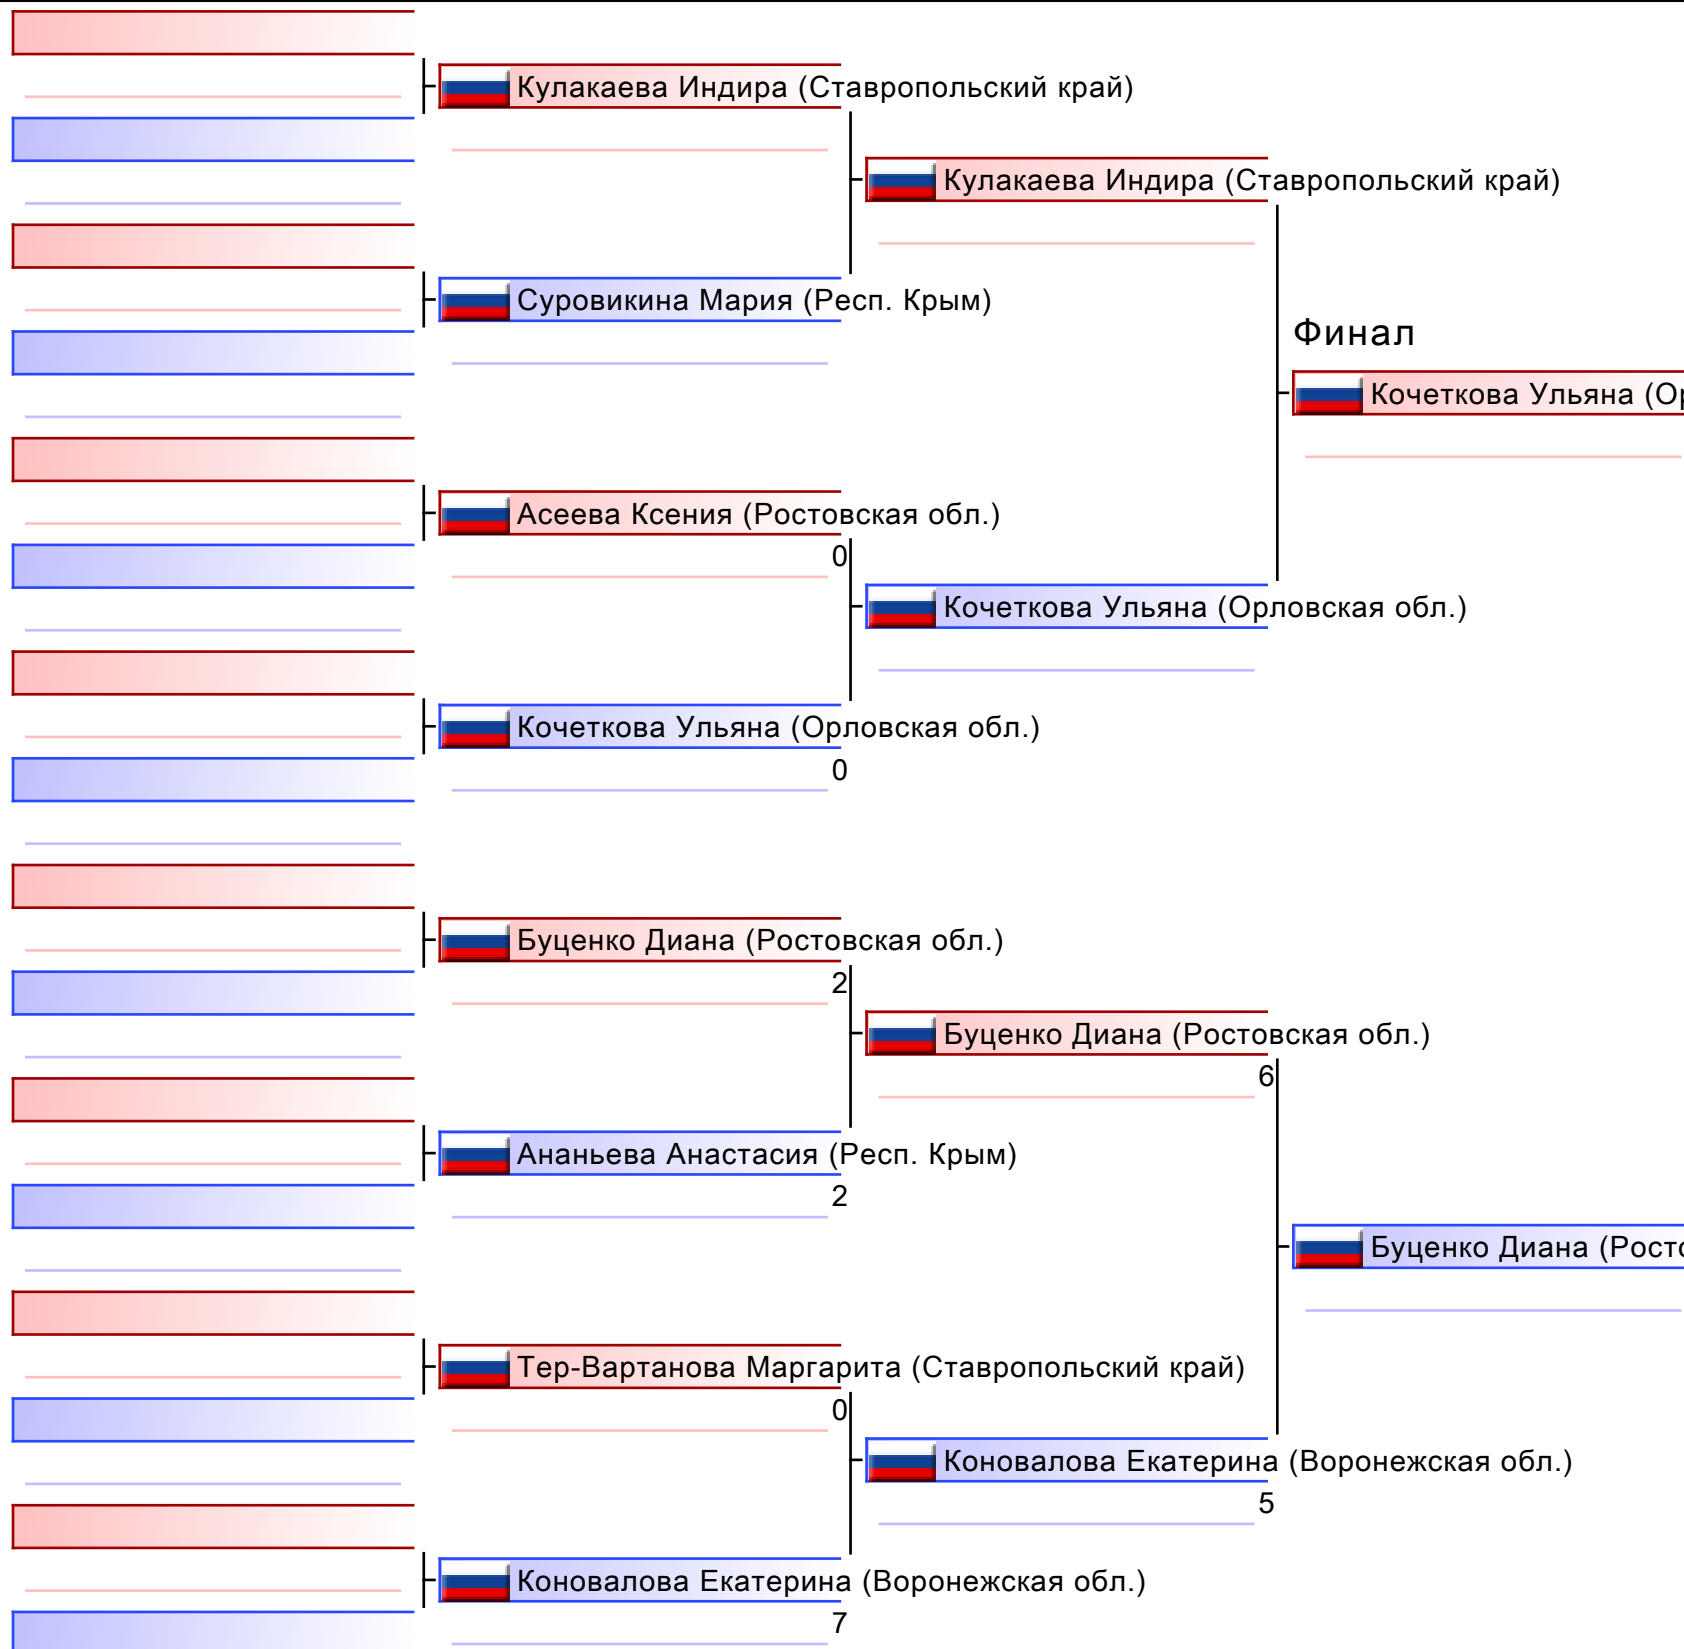 Кулакаева Индира (Ставропольский край)
Кулакаева Индира (Ставропольский край)
Суровикина Мария (Респ. Крым)
Финал
Кочеткова Ульяна (Ор
Асеева Ксения (Ростовская обл.)
0
Кочеткова Ульяна (Орловская обл.)
Кочеткова Ульяна (Орловская обл.)
0
Буценко Диана (Ростовская обл.)
2
Буценко Диана (Ростовская обл.)
6
Ананьева Анастасия (Респ. Крым)
2
Буценко Диана (Росто
Тер-Вартанова Маргарита (Ставропольский край)
0
Коновалова Екатерина (Воронежская обл.)
5
Коновалова Екатерина (Воронежская обл.)
7